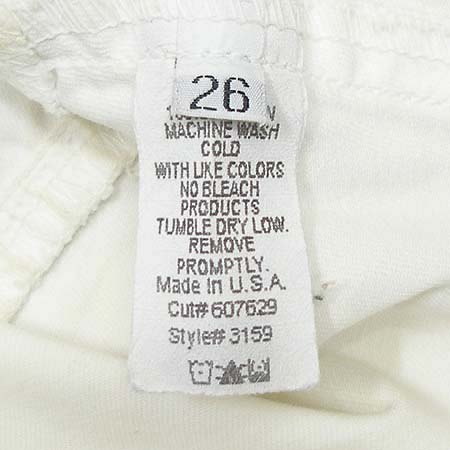 26
MACHINE WASH
COLD
WITH LIKE COLORS
NO BLEACH
PRODUCTS
TUMBLE DRY LOW.
REMOVE
PROMPTLY.
Made in U.S.A.
Cut# 607629
Style# 3159